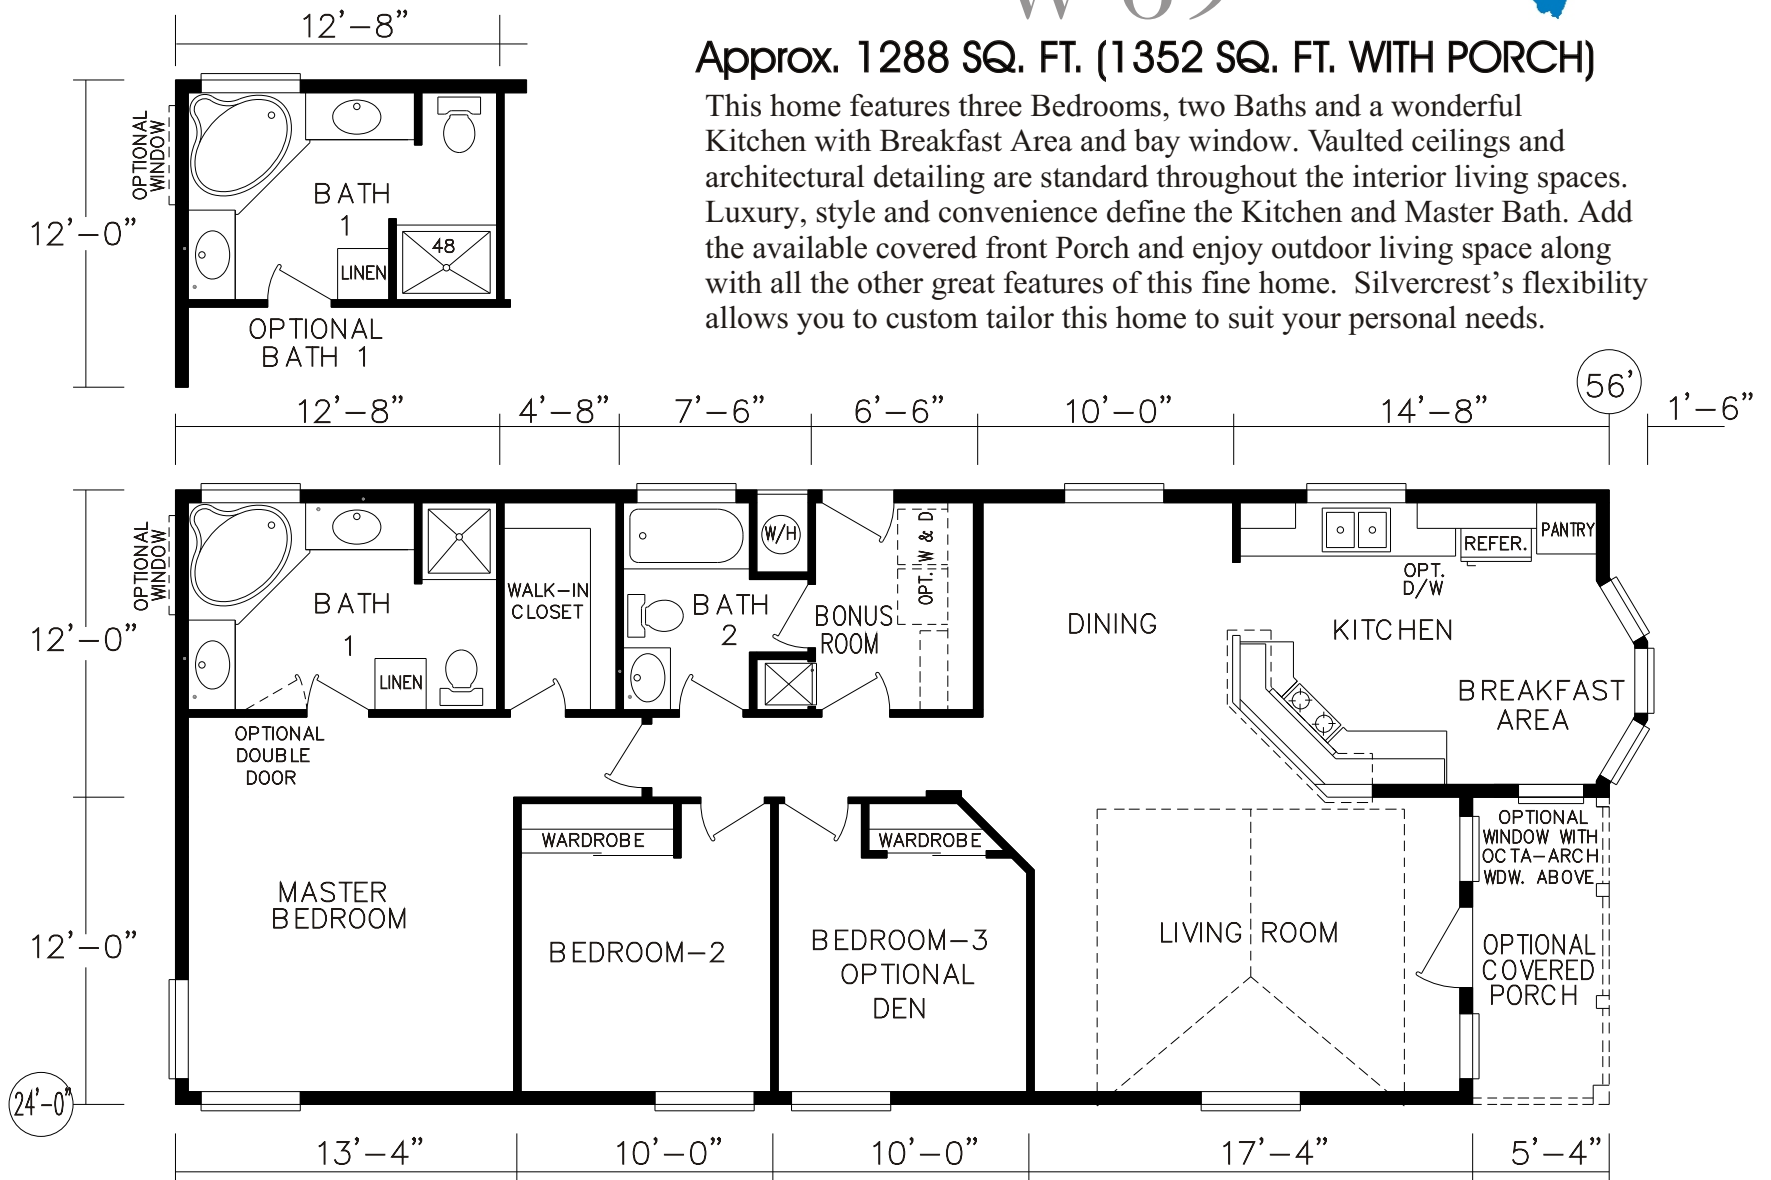 12'-8"
W 69
Approx. 1288 SQ. FT. (1352 SQ. FT. WITH PORCH)
This home features three Bedrooms, two Baths and a wonderful
Kitchen with Breakfast Area and bay window. Vaulted ceilings and
architectural detailing are standard throughout the interior living spaces.
Luxury, style and convenience define the Kitchen and Master Bath. Add
the available covered front Porch and enjoy outdoor living space along
with all the other great features of this fine home. Silvercrest's flexibility
allows you to custom tailor this home to suit your personal needs.
OPTIONAL
WINDOW
12'-0"
BATH
1
48
LINEN
OPTIONAL
BATH 1
12'-8"
4'-8"
7'-6"
6'-6"
10'-0"
14'-8"
56'
1'-6"
OPTIONAL
WINDOW
12'-0"
BATH
1
LINEN
OPTIONAL
DOUBLE
DOOR
WALK-IN
CLOSET
BATH
2
W/H
BONUS
ROOM
OPT. W & D
DINING
KITCHEN
OPT.
D/W
REFER.
PANTRY
BREAKFAST
AREA
12'-0"
24'-0"
MASTER
BEDROOM
WARDROBE
BEDROOM-2
WARDROBE
BEDROOM-3
OPTIONAL
DEN
LIVING ROOM
OPTIONAL
WINDOW WITH
OCTA-ARCH
WDW. ABOVE
OPTIONAL
COVERED
PORCH
13'-4"
10'-0"
10'-0"
17'-4"
5'-4"